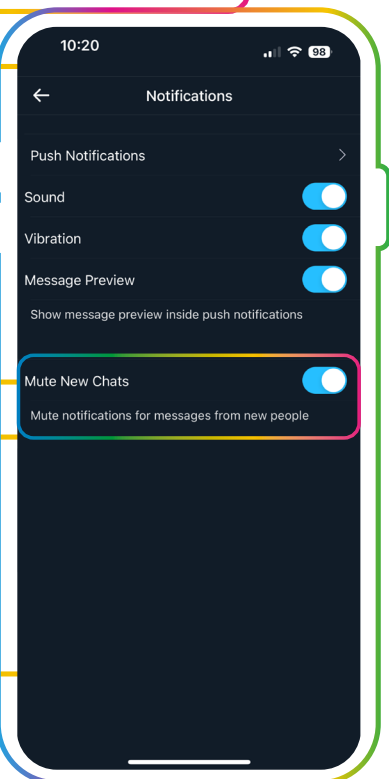 10:20
98
Notifications
Push Notifications
Sound
Vibration
Message Preview
Show message preview inside push notifications
Mute New Chats
Mute notifications for messages from new people